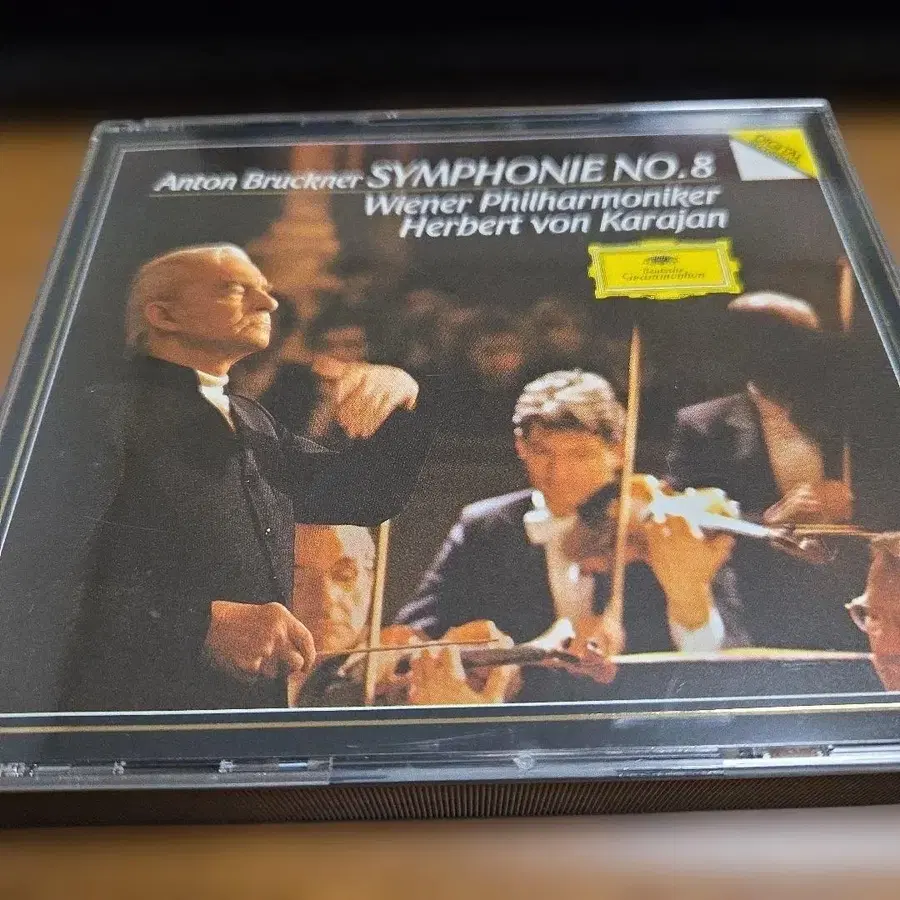 Anton Bruckner SYMPHONIE NO. 8
Wiener Philharmoniker
Herbert von Karajan
DIGITAL
Deutsche
Grammophon